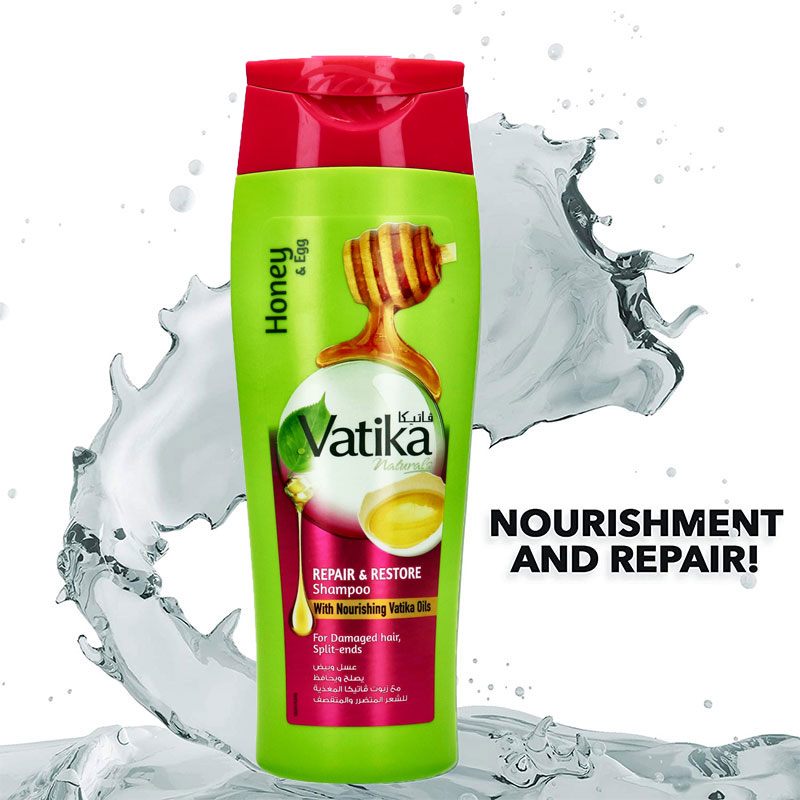 Honey
& Egg
فاتيكا
Vatika
Naturals
REPAIR & RESTORE
Shampoo
With Nourishing Vatika Oils
For Damaged hair,
Split-ends
عسل وبيض
يصلح ويحافظ
مع زيوت ڤاتيكا المغذية
للشعر المتضرر والمتقصف
NOURISHMENT
AND REPAIR!